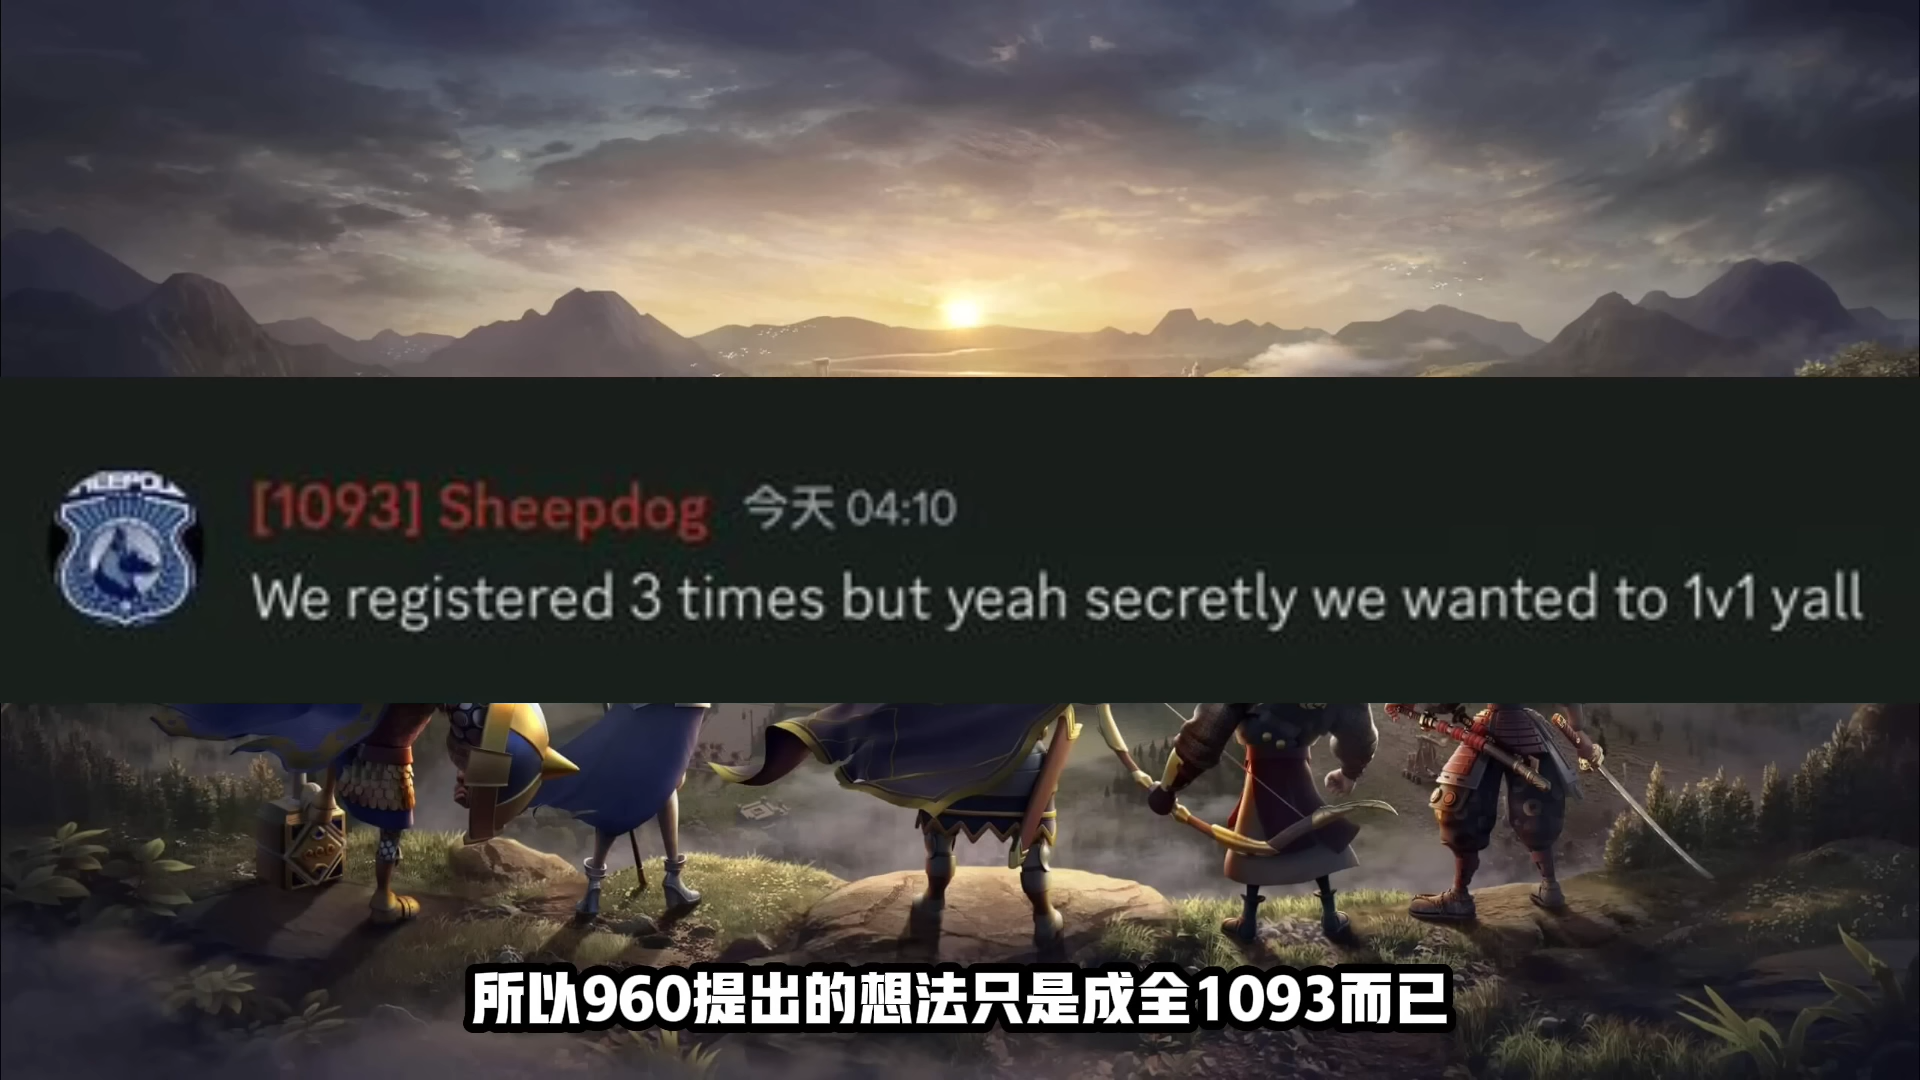 [1093] Sheepdog 今天 04:10
We registered 3 times but yeah secretly we wanted to 1v1 yall
所以960提出的想法只是成全1093而已